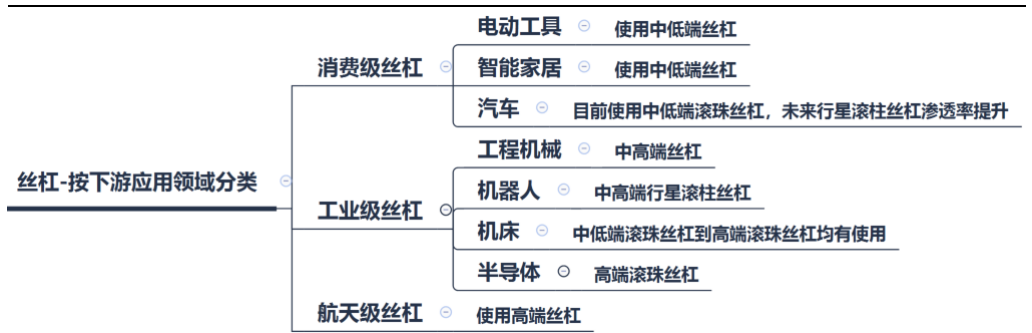 电动工具 使用中低端丝杠
消费级丝杠 智能家居 使用中低端丝杠
汽车 目前使用中低端滚珠丝杠，未来行星滚柱丝杠渗透率提升
工程机械 中高端丝杠
丝杠-按下游应用领域分类
机器人 中高端行星滚柱丝杠
工业级丝杠
机床 中低端滚珠丝杠到高端滚珠丝杠均有使用
半导体 高端滚珠丝杠
航天级丝杠 使用高端丝杠